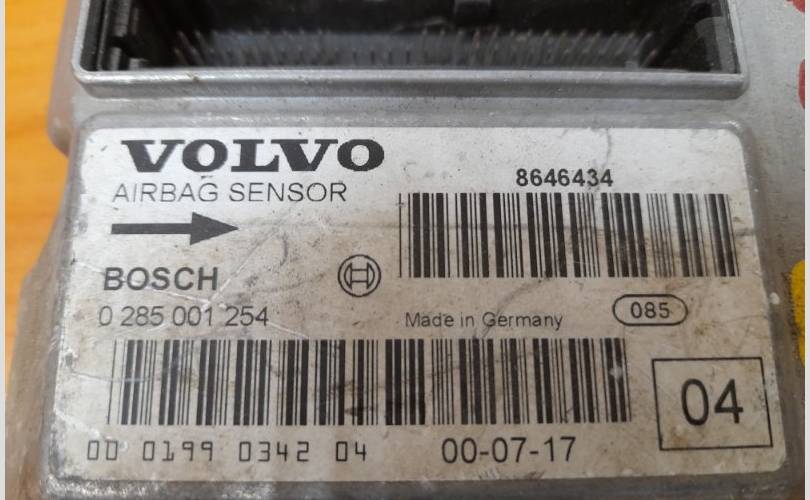 VOLVO
AIRBAG SENSOR
8646434
BOSCH
0 285 001 254
Made in Germany
085
04
00 0199 0342 04
00-07-17